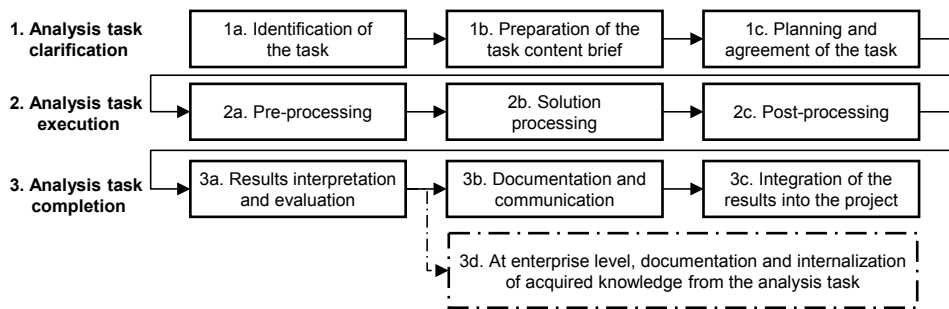 1. Analysis task
clarification
1a. Identification of
the task
1b. Preparation of the
task content brief
1c. Planning and
agreement of the task
2. Analysis task
execution
2a. Pre-processing
2b. Solution
processing
2c. Post-processing
3. Analysis task
completion
3a. Results interpretation
and evaluation
3b. Documentation and
communication
3c. Integration of the
results into the project
3d. At enterprise level, documentation and internalization
of acquired knowledge from the analysis task